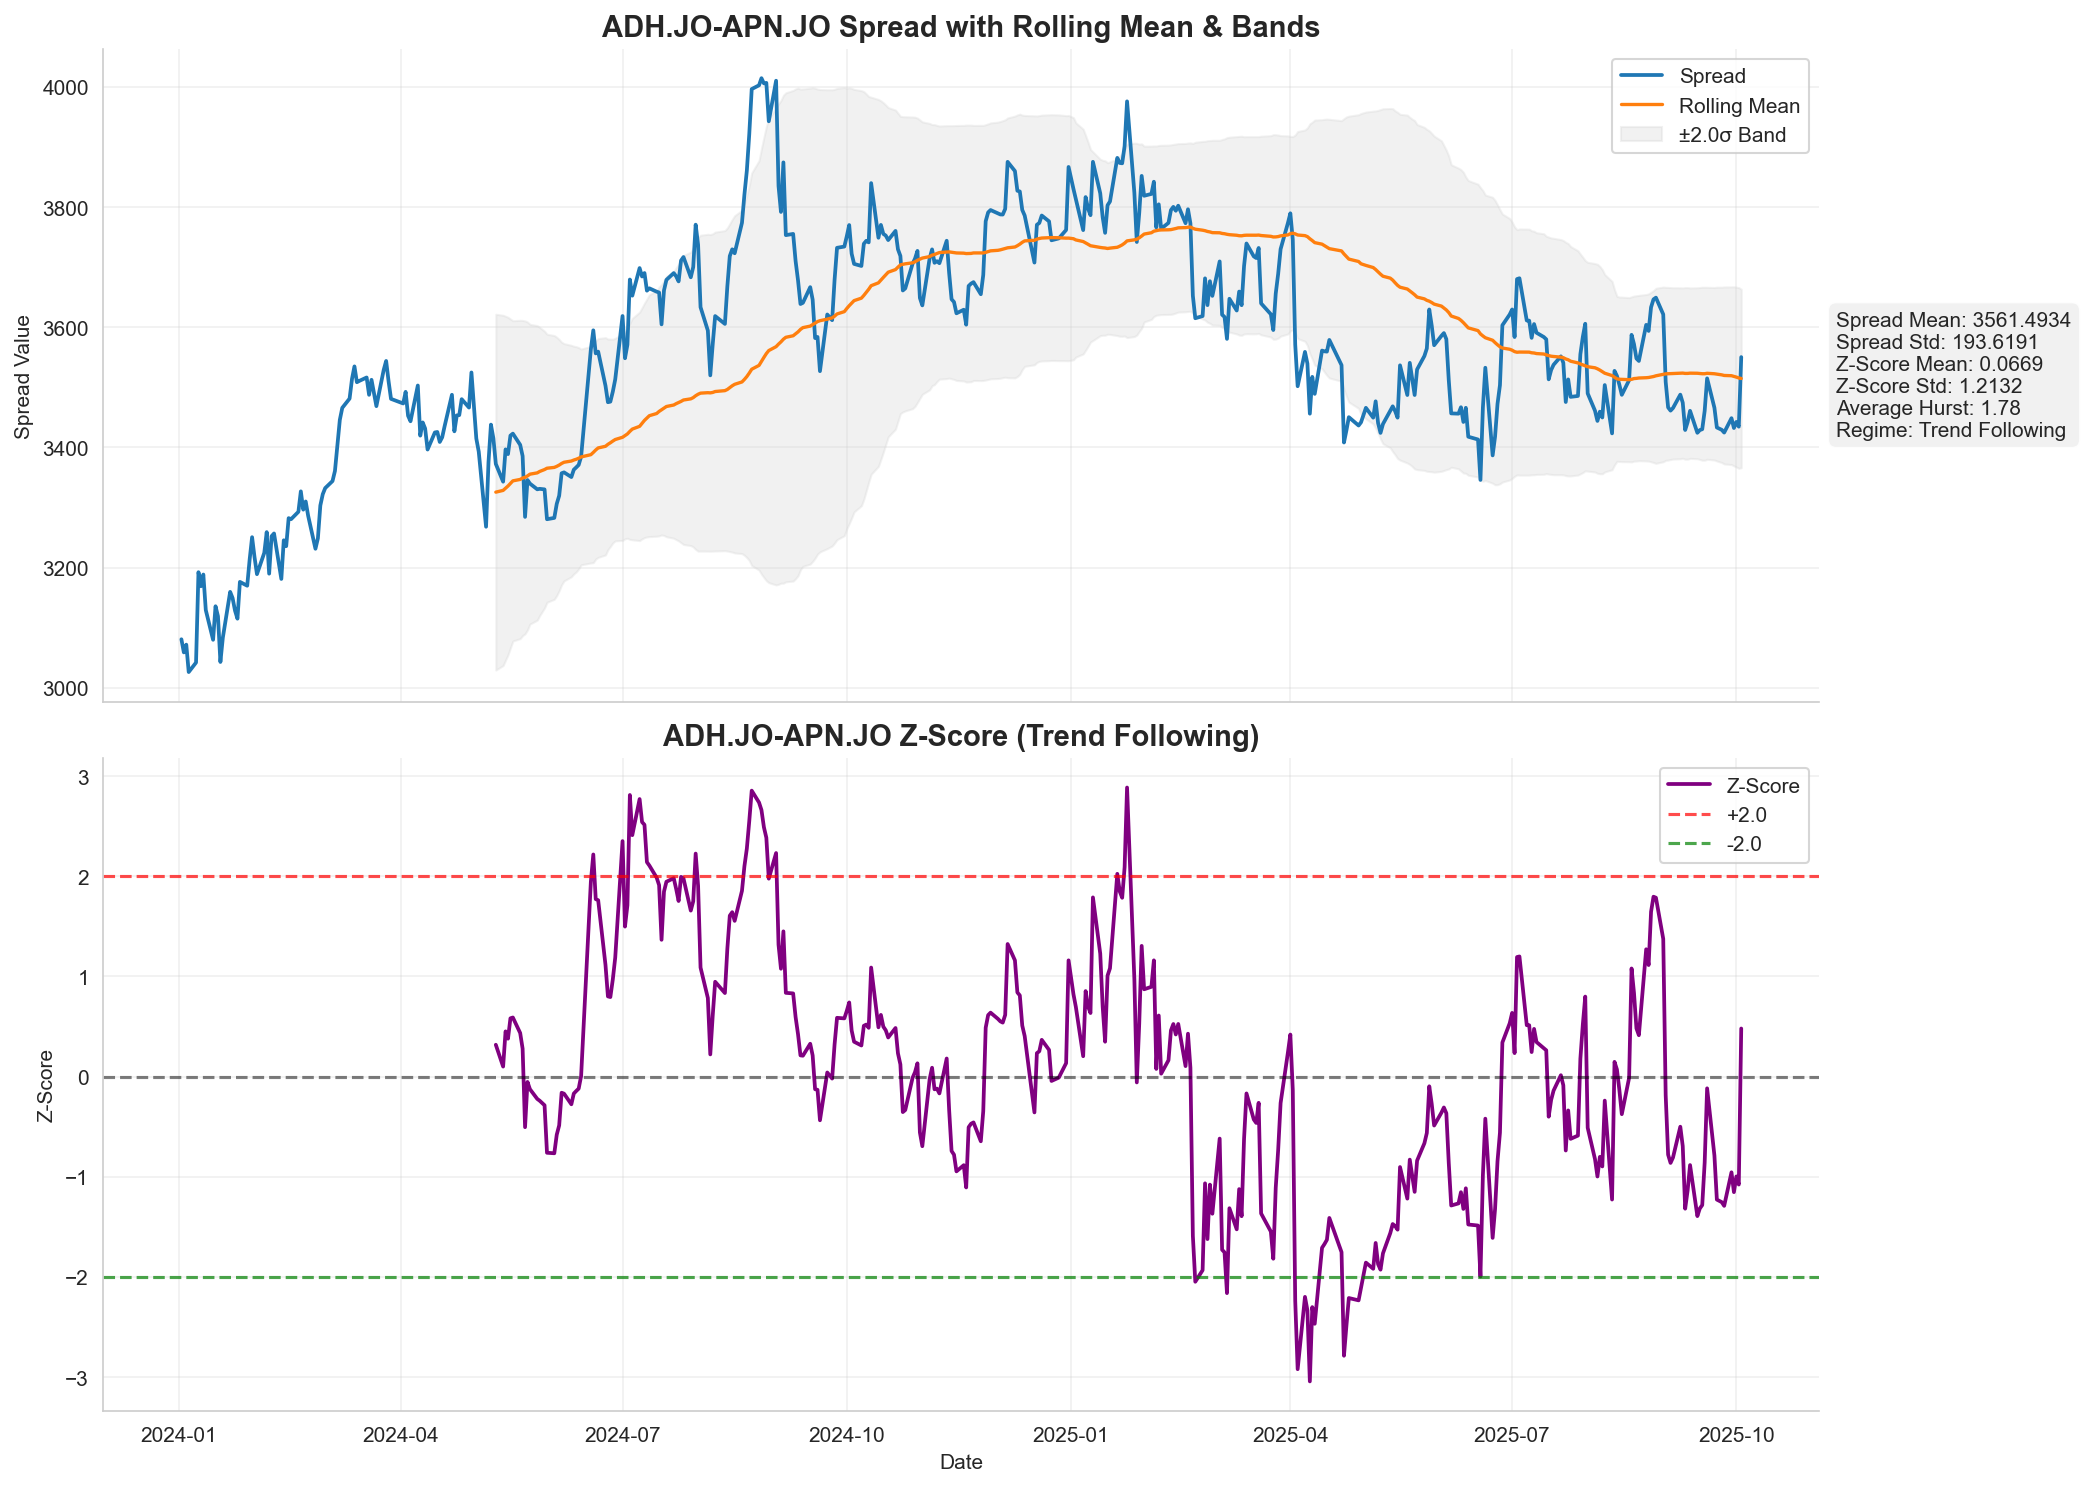 ADH.JO-APN.JO Spread with Rolling Mean & Bands
Spread Value
4000
3800
3600
3400
3200
3000
Spread
Rolling Mean
±2.0σ Band
Spread Mean: 3561.4934
Spread Std: 193.6191
Z-Score Mean: 0.0669
Z-Score Std: 1.2132
Average Hurst: 1.78
Regime: Trend Following
ADH.JO-APN.JO Z-Score (Trend Following)
Z-Score
3
2
1
0
−1
−2
−3
Z-Score
+2.0
-2.0
2024-01
2024-04
2024-07
2024-10
2025-01
2025-04
2025-07
2025-10
Date